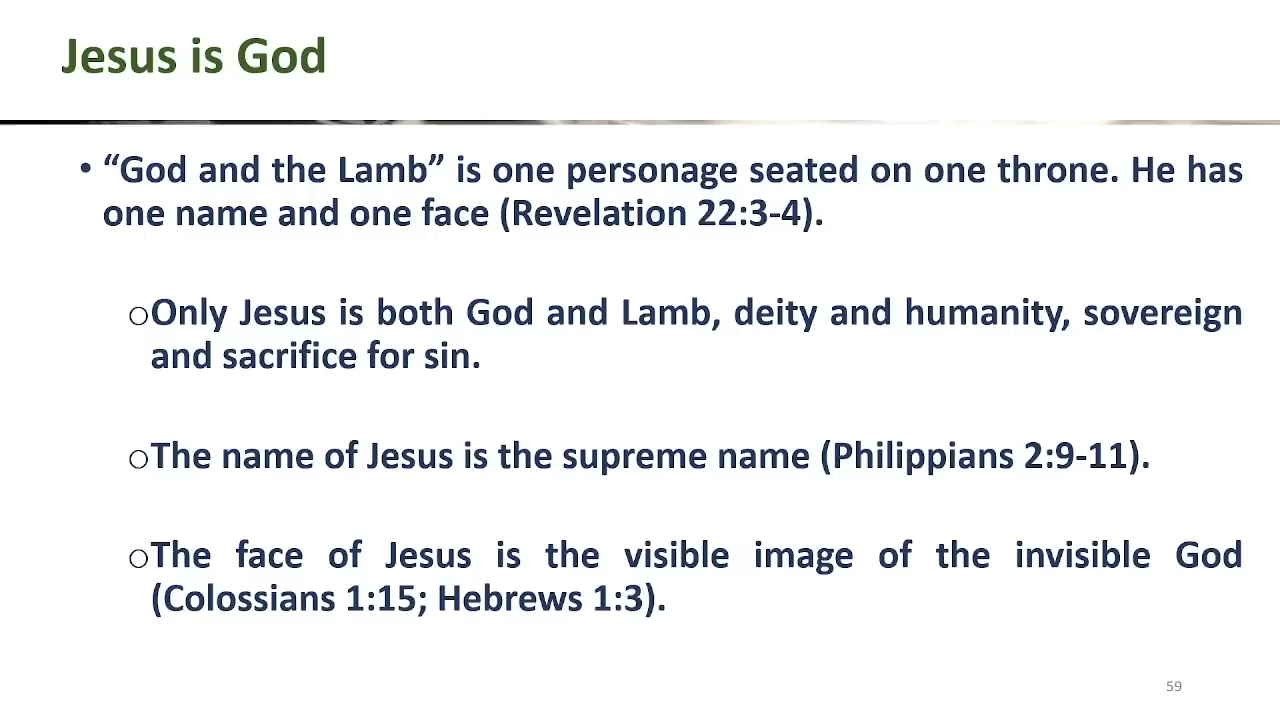 Jesus is God
• “God and the Lamb” is one personage seated on one throne. He has
one name and one face (Revelation 22:3-4).
oOnly Jesus is both God and Lamb, deity and humanity, sovereign
and sacrifice for sin.
oThe name of Jesus is the supreme name (Philippians 2:9-11).
oThe face of Jesus is the visible image of the invisible God
(Colossians 1:15; Hebrews 1:3).
59